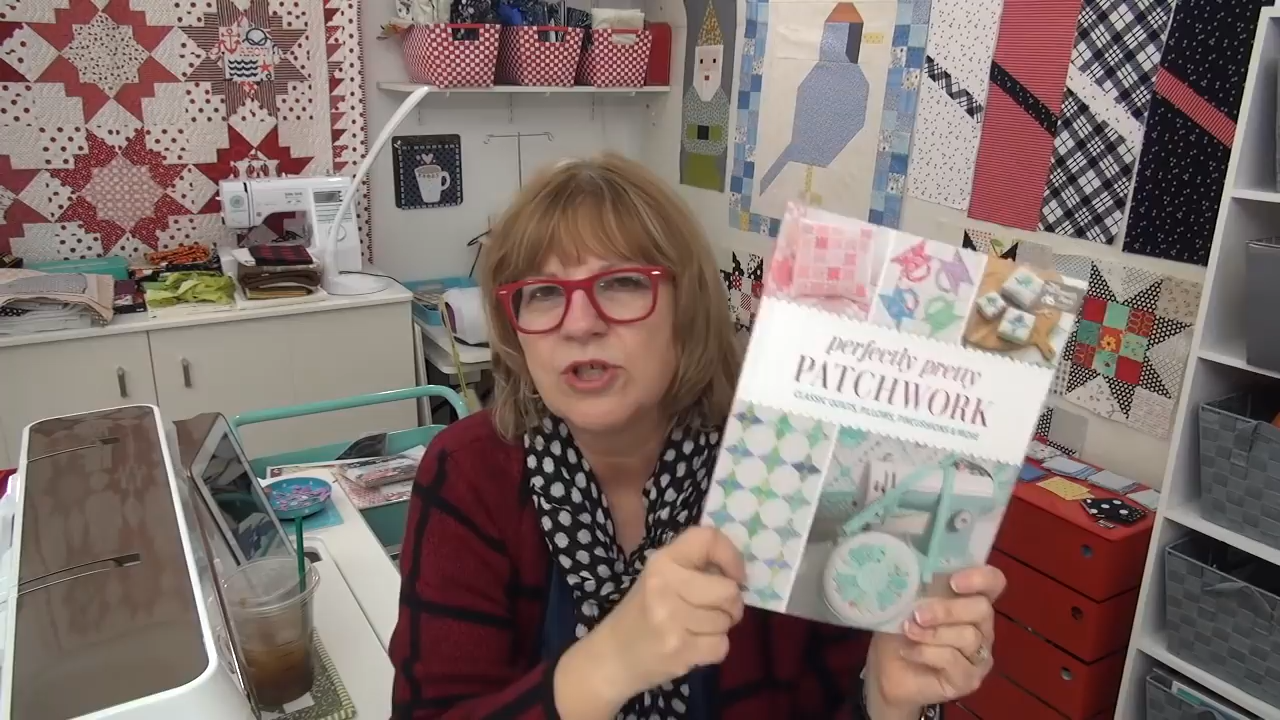 perfectly pretty
PATCHWORK
CLASSIC QUILTS, PILLOWS, PINCUSHIONS & MORE